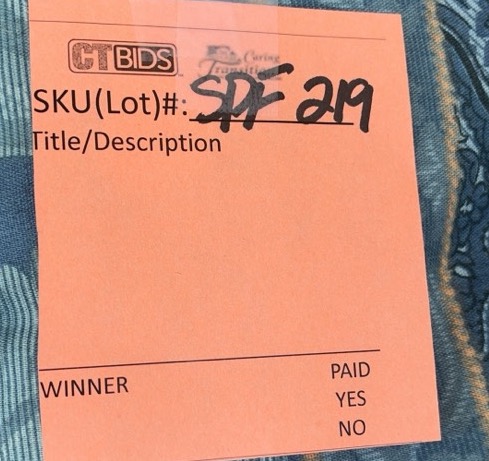 CTBIDS Caring Transitions
SKU(Lot)#: SDF 219
Title/Description
WINNER PAID
YES
NO